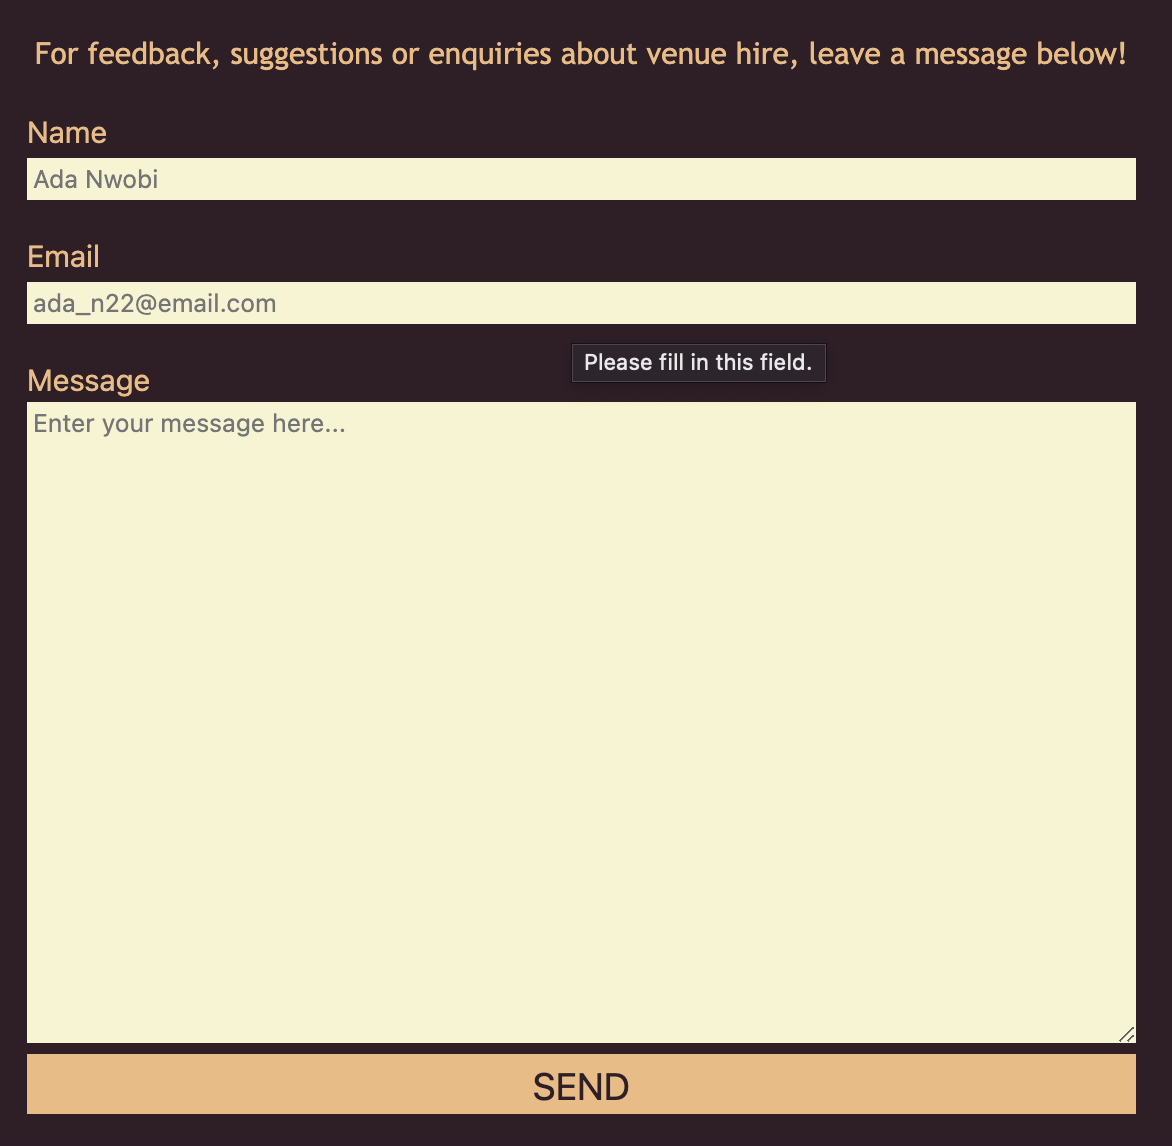 For feedback, suggestions or enquiries about venue hire, leave a message below!
Name
Ada Nwobi
Email
ada_n22@email.com
Please fill in this field.
Message
Enter your message here...
SEND